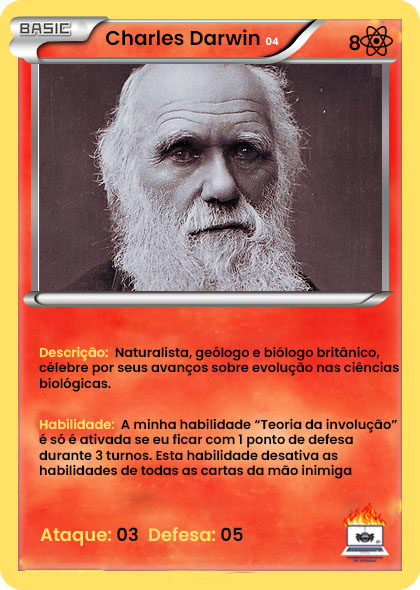 BASIC
Charles Darwin 04
8
Descrição: Naturalista, geólogo e biólogo britânico,
célebre por seus avanços sobre evolução nas ciências
biológicas.
Habilidade: A minha habilidade “Teoria da involução”
é só é ativada se eu ficar com 1 ponto de defesa
durante 3 turnos. Esta habilidade desativa as
habilidades de todas as cartas da mão inimiga
Ataque: 03 Defesa: 05